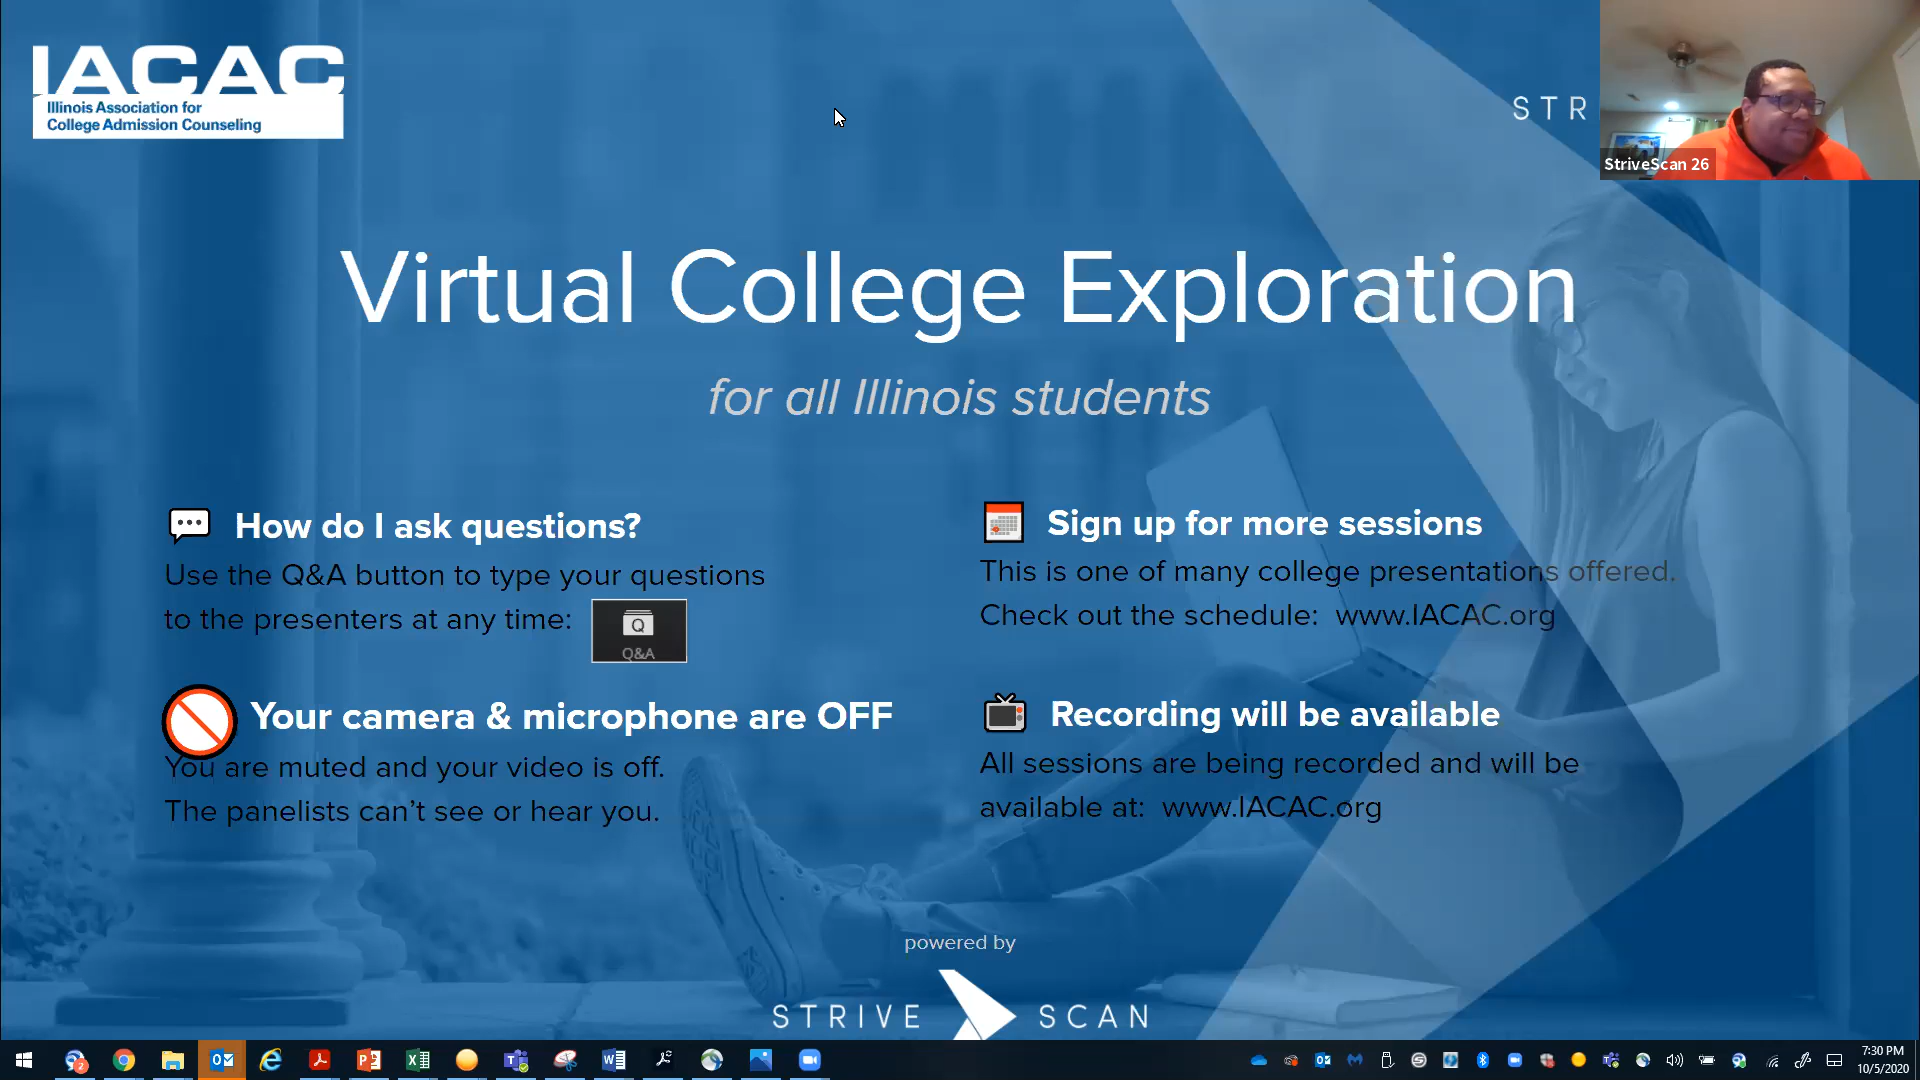 IACAC
Illinois Association for
College Admission Counseling
STR
StriveScan 26
Virtual College Exploration
for all Illinois students
How do I ask questions?
Use the Q&A button to type your questions
to the presenters at any time:
Q
Q&A
Sign up for more sessions
This is one of many college presentations offered.
Check out the schedule: www.IACAC.org
Your camera & microphone are OFF
You are muted and your video is off.
The panelists can't see or hear you.
Recording will be available
All sessions are being recorded and will be
available at: www.IACAC.org
powered by
STRIVE SCAN
7:30 PM
10/5/2020